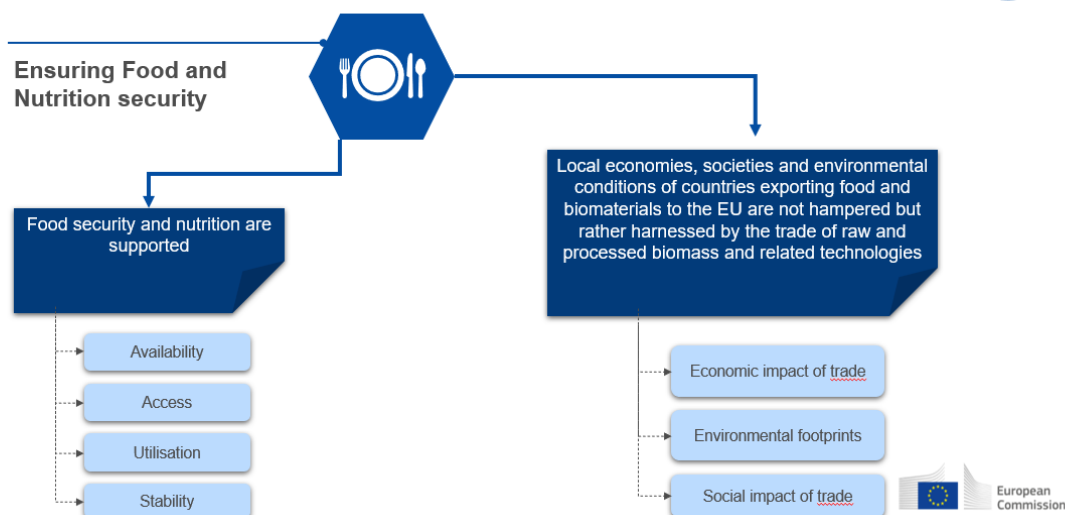 Ensuring Food and
Nutrition security
Food security and nutrition are
supported
Availability
Access
Utilisation
Stability
Local economies, societies and environmental
conditions of countries exporting food and
biomaterials to the EU are not hampered but
rather harnessed by the trade of raw and
processed biomass and related technologies
Economic impact of trade
Environmental footprints
Social impact of trade
European
Commission